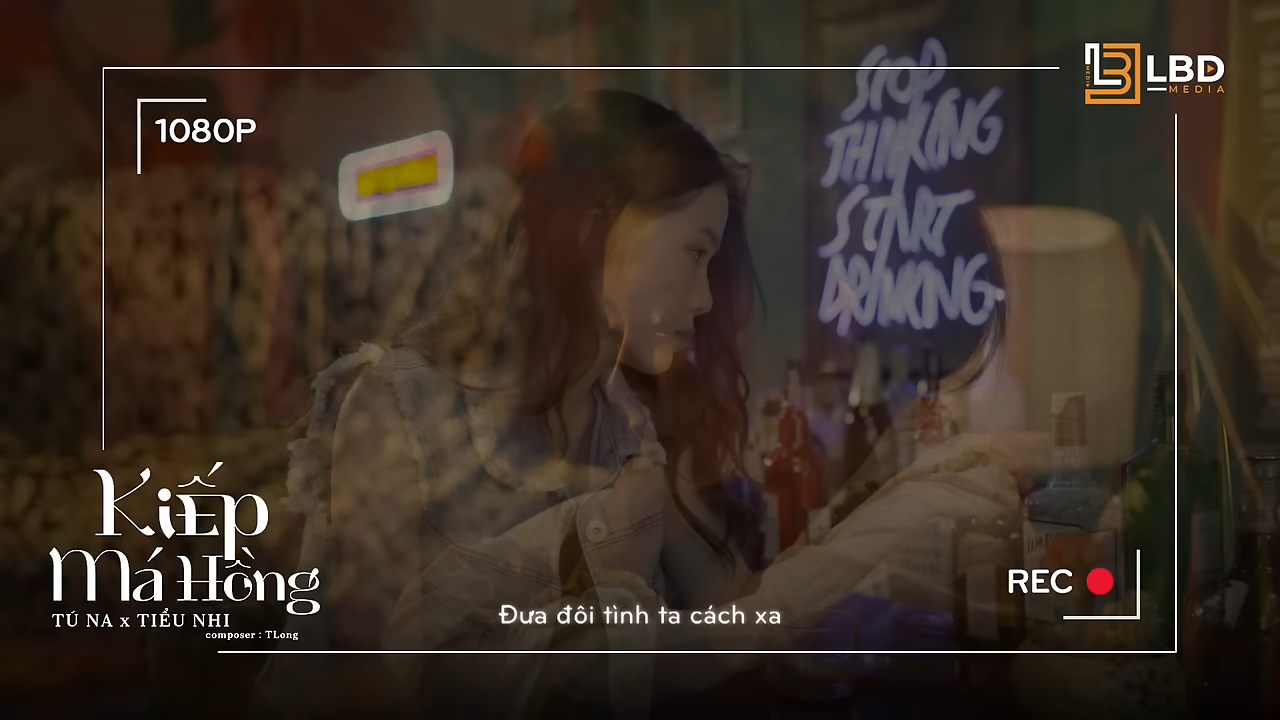 LBD
MEDIA
1080P
STOP
THINKING
START
DRINKING
Kiếp
Má Hồng
TÚ NA x TIỂU NHI
composer : TLong
REC
Đưa đôi tình ta cách xa